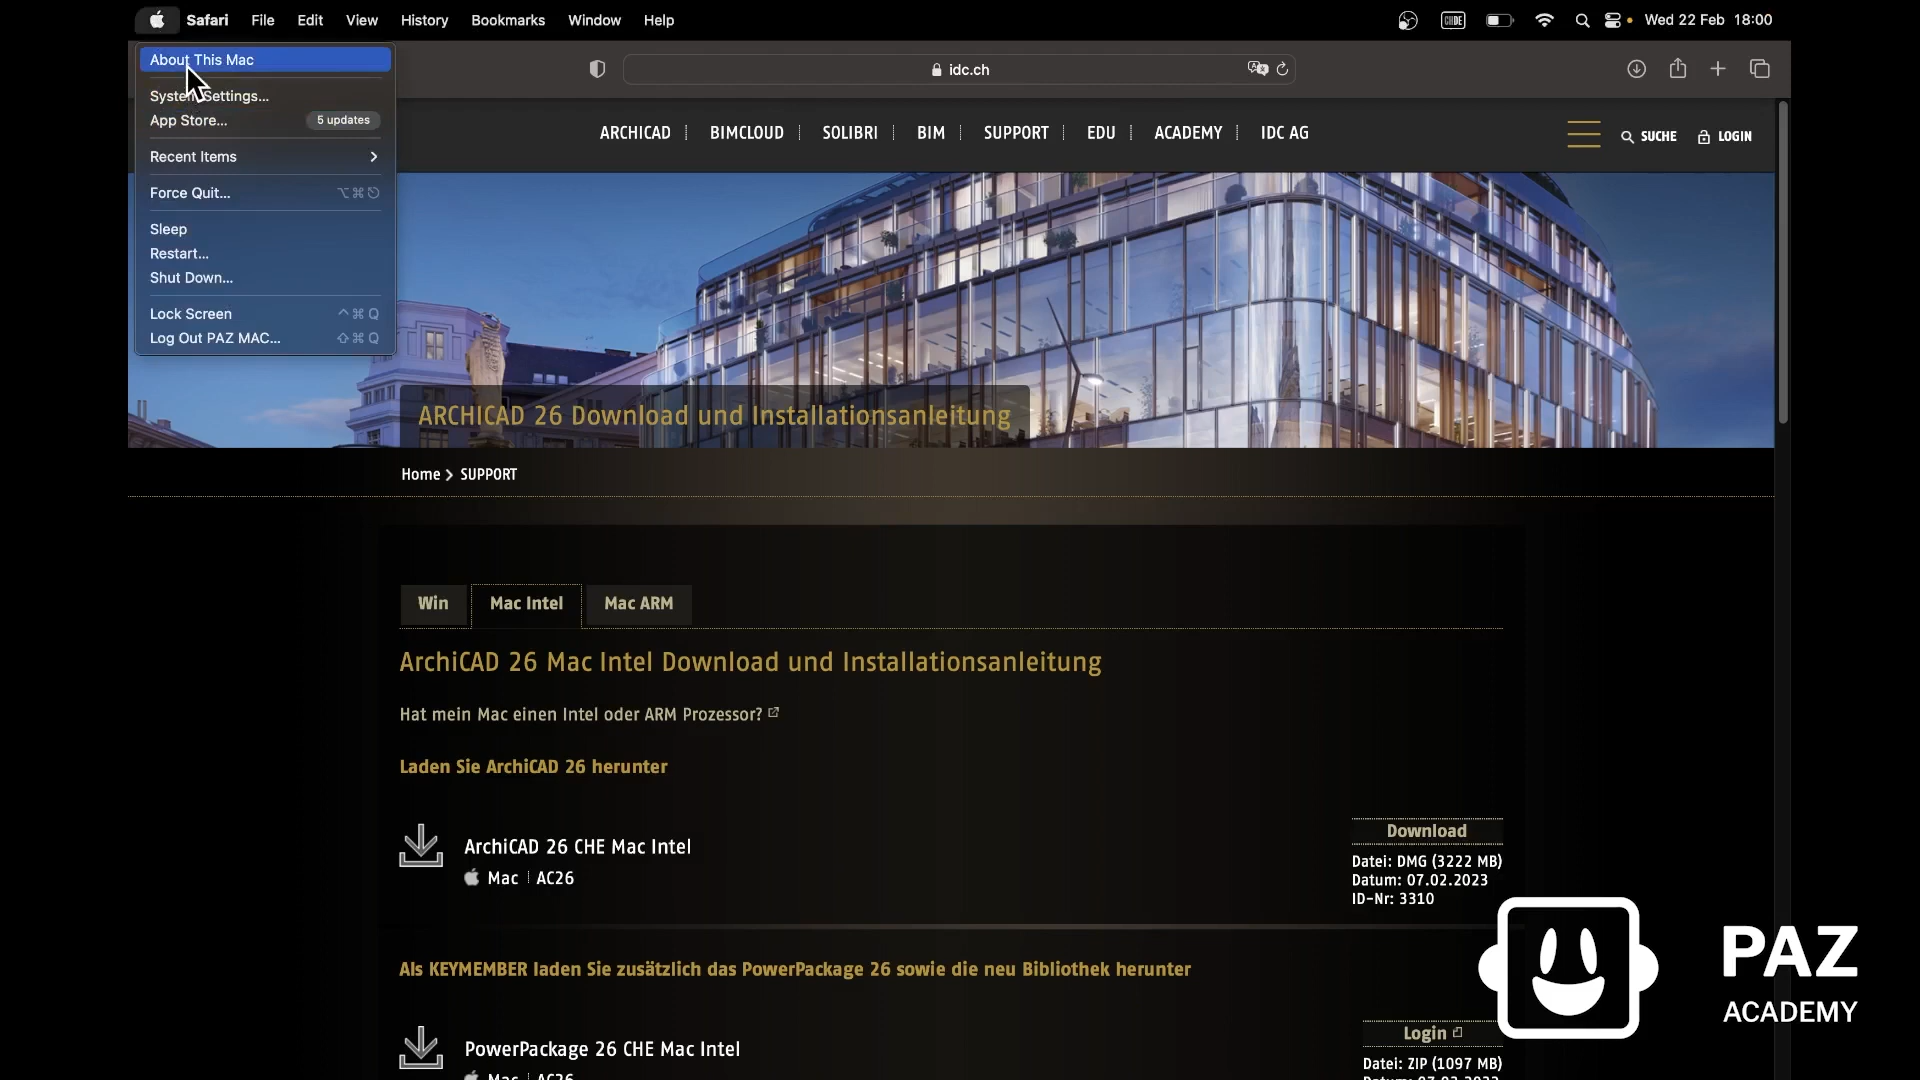 Safari File Edit View History Bookmarks Window Help Wed 22 Feb 18:00
About This Mac
System Settings...
App Store... 5 updates
Recent Items
Force Quit... ⌥⌘⎋
Sleep
Restart...
Shut Down...
Lock Screen ^⌘Q
Log Out PAZ MAC... ⇧⌘Q
idc.ch
ARCHICAD BIMCLOUD SOLIBRI BIM SUPPORT EDU ACADEMY IDC AG SUCHE LOGIN
ARCHICAD 26 Download und Installationsanleitung
Home > SUPPORT
Win Mac Intel Mac ARM
ArchiCAD 26 Mac Intel Download und Installationsanleitung
Hat mein Mac einen Intel oder ARM Prozessor?
Laden Sie ArchiCAD 26 herunter
ArchiCAD 26 CHE Mac Intel
Mac AC26
Download
Datei: DMG (3222 MB)
Datum: 07.02.2023
ID-Nr: 3310
Als KEYMEMBER laden Sie zusätzlich das PowerPackage 26 sowie die neu Bibliothek herunter
PowerPackage 26 CHE Mac Intel
Mac AC26
Login
Datei: ZIP (1097 MB)
PAZ
ACADEMY